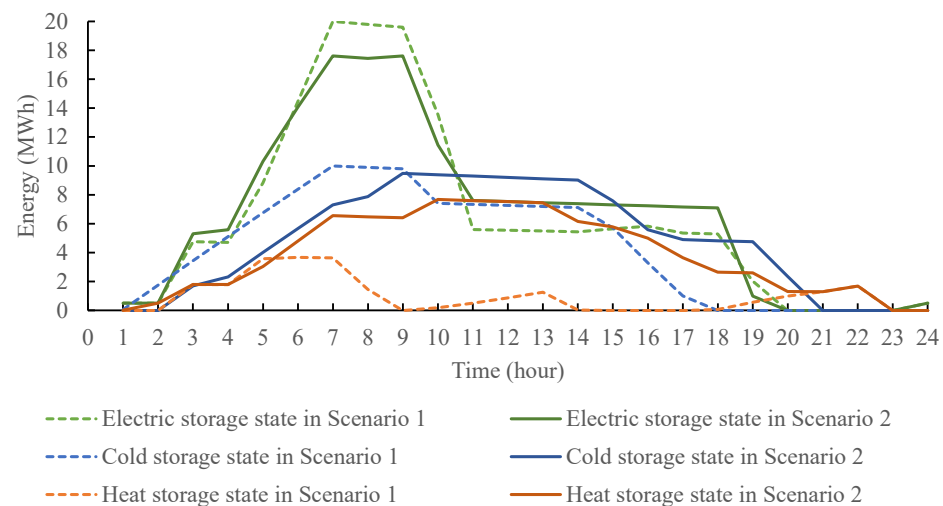 20
18
16
14
12
10
8
6
4
2
0
Energy (MWh)
0 1 2 3 4 5 6 7 8 9 10 11 12 13 14 15 16 17 18 19 20 21 22 23 24
Time (hour)
Electric storage state in Scenario 1 Electric storage state in Scenario 2
Cold storage state in Scenario 1 Cold storage state in Scenario 2
Heat storage state in Scenario 1 Heat storage state in Scenario 2